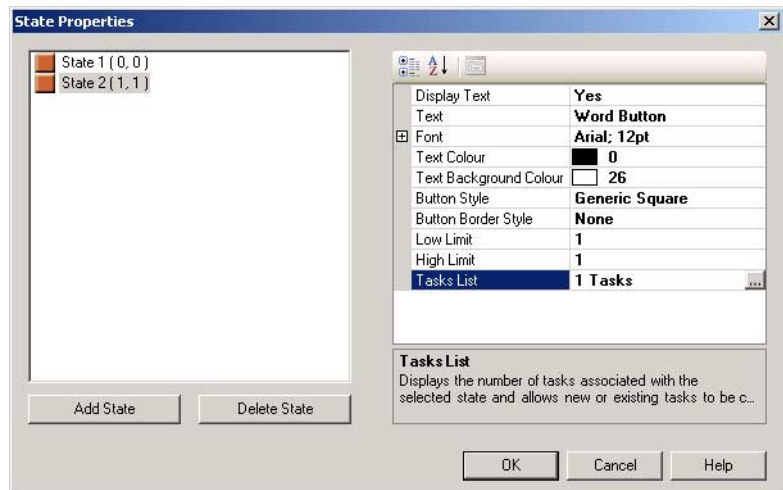 State Properties
State 1 ( 0, 0 )
State 2 ( 1, 1 )
Add State
Delete State
Display Text Yes
Text Word Button
Font Arial; 12pt
Text Colour 0
Text Background Colour 26
Button Style Generic Square
Button Border Style None
Low Limit 1
High Limit 1
Tasks List 1 Tasks ...
Tasks List
Displays the number of tasks associated with the
selected state and allows new or existing tasks to be c...
OK
Cancel
Help